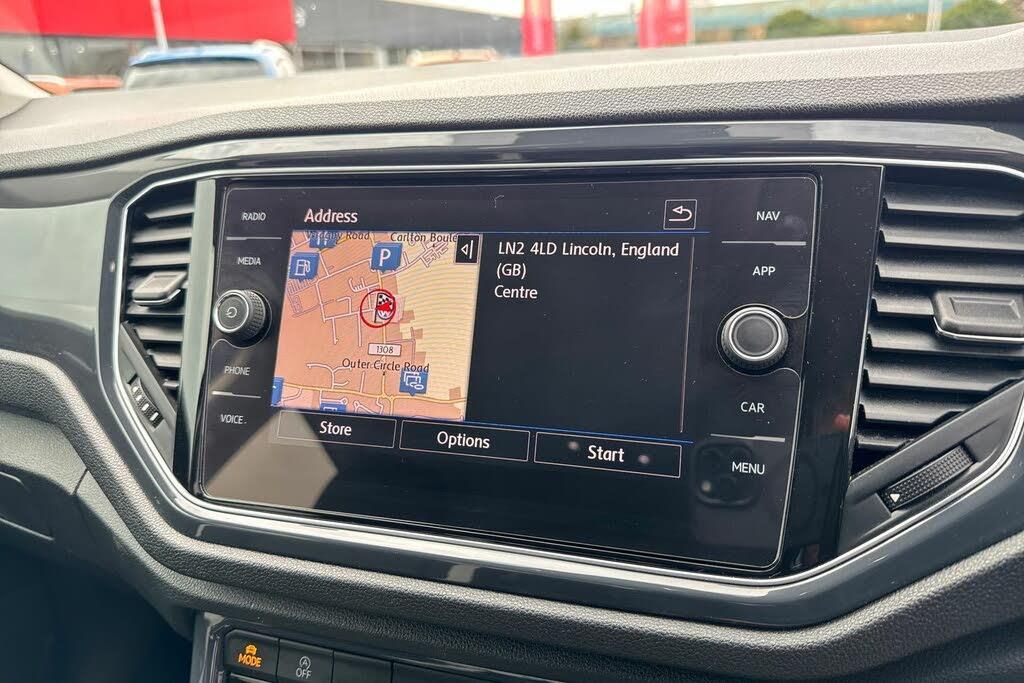 RADIO
MEDIA
PHONE
VOICE
Address
Carlton Boule
P
1308
Outer Circle Road
LN2 4LD Lincoln, England
(GB)
Centre
Store
Options
Start
NAV
APP
CAR
MENU
MODE
A
OFF